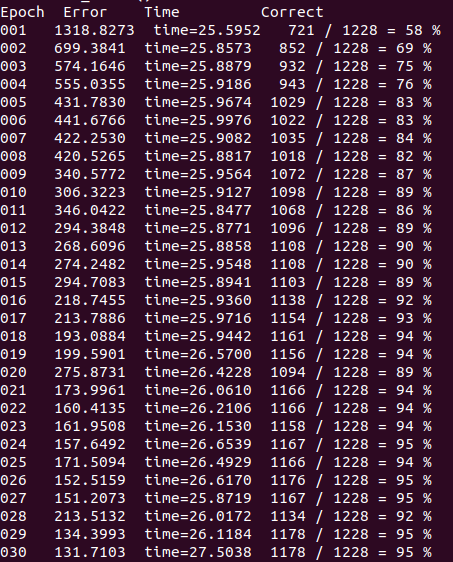 Epoch Error Time Correct
001 1318.8273 time=25.5952 721 / 1228 = 58 %
002 699.3841 time=25.8573 852 / 1228 = 69 %
003 574.1646 time=25.8879 932 / 1228 = 75 %
004 555.0355 time=25.9186 943 / 1228 = 76 %
005 431.7830 time=25.9674 1029 / 1228 = 83 %
006 441.6766 time=25.9976 1022 / 1228 = 83 %
007 422.2530 time=25.9082 1035 / 1228 = 84 %
008 420.5265 time=25.8817 1018 / 1228 = 82 %
009 340.5772 time=25.9564 1072 / 1228 = 87 %
010 306.3223 time=25.9127 1098 / 1228 = 89 %
011 346.0422 time=25.8477 1068 / 1228 = 86 %
012 294.3848 time=25.8771 1096 / 1228 = 89 %
013 268.6096 time=25.8858 1108 / 1228 = 90 %
014 274.2482 time=25.9548 1108 / 1228 = 90 %
015 294.7083 time=25.8941 1103 / 1228 = 89 %
016 218.7455 time=25.9360 1138 / 1228 = 92 %
017 213.7886 time=25.9716 1154 / 1228 = 93 %
018 193.0884 time=25.9442 1161 / 1228 = 94 %
019 199.5901 time=26.5700 1156 / 1228 = 94 %
020 275.8731 time=26.4228 1094 / 1228 = 89 %
021 173.9961 time=26.0610 1166 / 1228 = 94 %
022 160.4135 time=26.2106 1166 / 1228 = 94 %
023 161.9508 time=26.1530 1158 / 1228 = 94 %
024 157.6492 time=26.6539 1167 / 1228 = 95 %
025 171.5094 time=26.4929 1166 / 1228 = 94 %
026 152.5159 time=26.6170 1176 / 1228 = 95 %
027 151.2073 time=25.8719 1167 / 1228 = 95 %
028 213.5132 time=26.0172 1134 / 1228 = 92 %
029 134.3993 time=26.1184 1178 / 1228 = 95 %
030 131.7103 time=27.5038 1178 / 1228 = 95 %